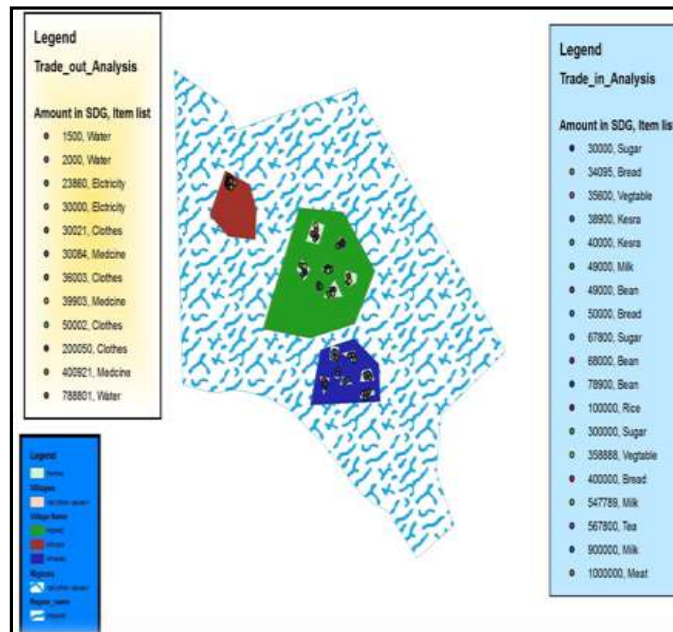 Legend
Trade_out_Analysis
Amount in SDG, Item list
1500, Water
2000, Water
23860, Elctricity
30000, Elctricity
30021, Clothes
30084, Medcine
36003, Clothes
39903, Medcine
50002, Clothes
200050, Clothes
400921, Medcine
788801, Water
Legend
Villages
Village Name
Regions
Region_name
Legend
Trade_in_Analysis
Amount in SDG, Item list
30000, Sugar
34095, Bread
35600, Vegtable
38900, Kesra
40000, Kesra
49000, Milk
49000, Bean
50000, Bread
67800, Sugar
68000, Bean
78900, Bean
100000, Rice
300000, Sugar
358888, Vegtable
400000, Bread
547789, Milk
567800, Tea
900000, Milk
1000000, Meat